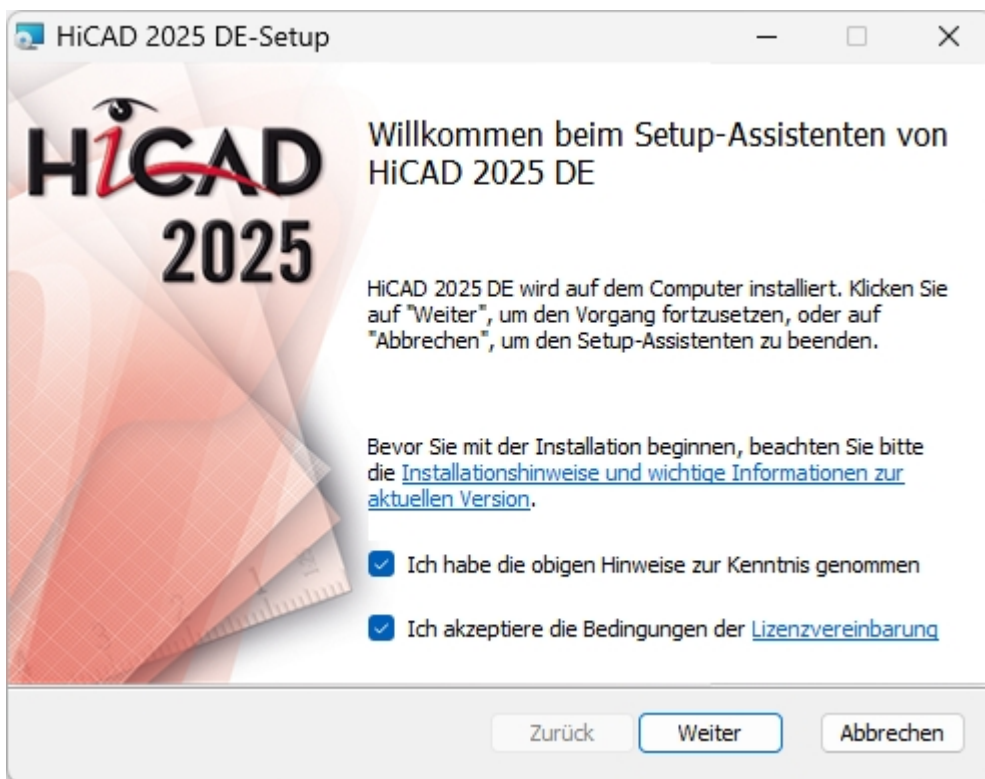 HiCAD 2025 DE-Setup
HiCAD
2025
Willkommen beim Setup-Assistenten von
HiCAD 2025 DE
HiCAD 2025 DE wird auf dem Computer installiert. Klicken Sie
auf "Weiter", um den Vorgang fortzusetzen, oder auf
"Abbrechen", um den Setup-Assistenten zu beenden.
Bevor Sie mit der Installation beginnen, beachten Sie bitte
die Installationshinweise und wichtige Informationen zur
aktuellen Version.
Ich habe die obigen Hinweise zur Kenntnis genommen
Ich akzeptiere die Bedingungen der Lizenzvereinbarung
Zurück Weiter Abbrechen